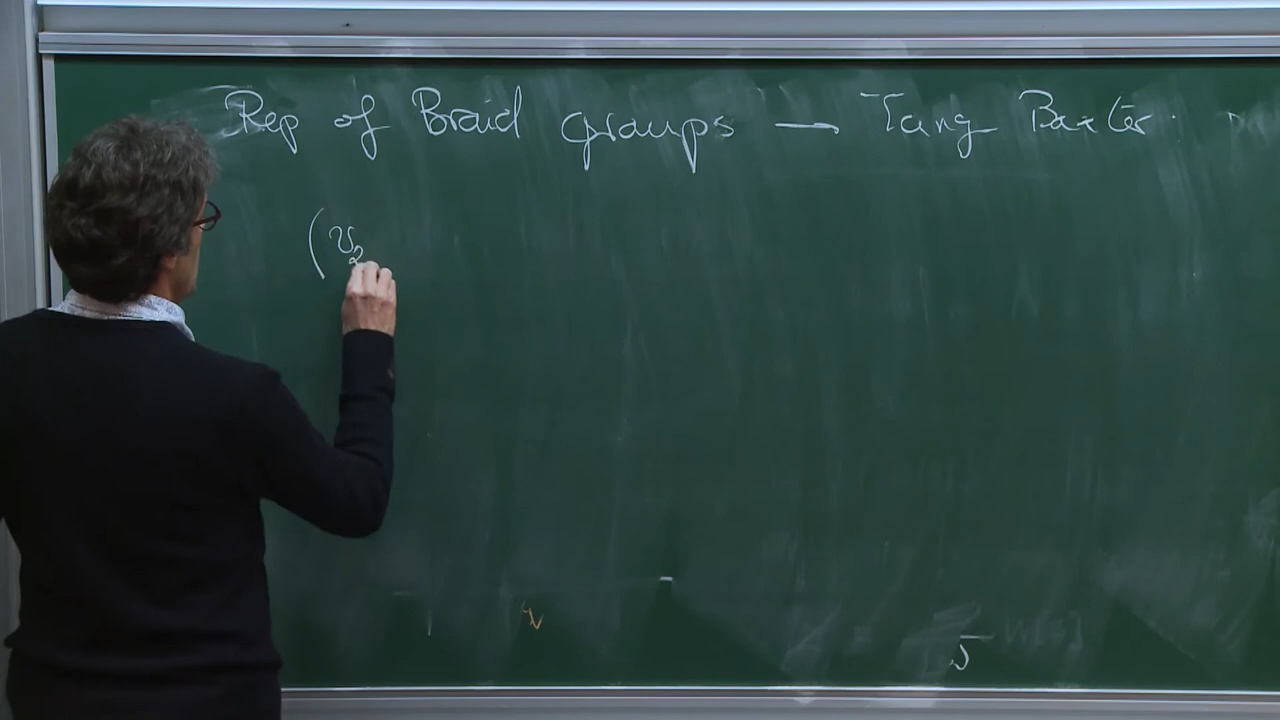 Rep of Braid groups — Yang Baxter.
(v₂